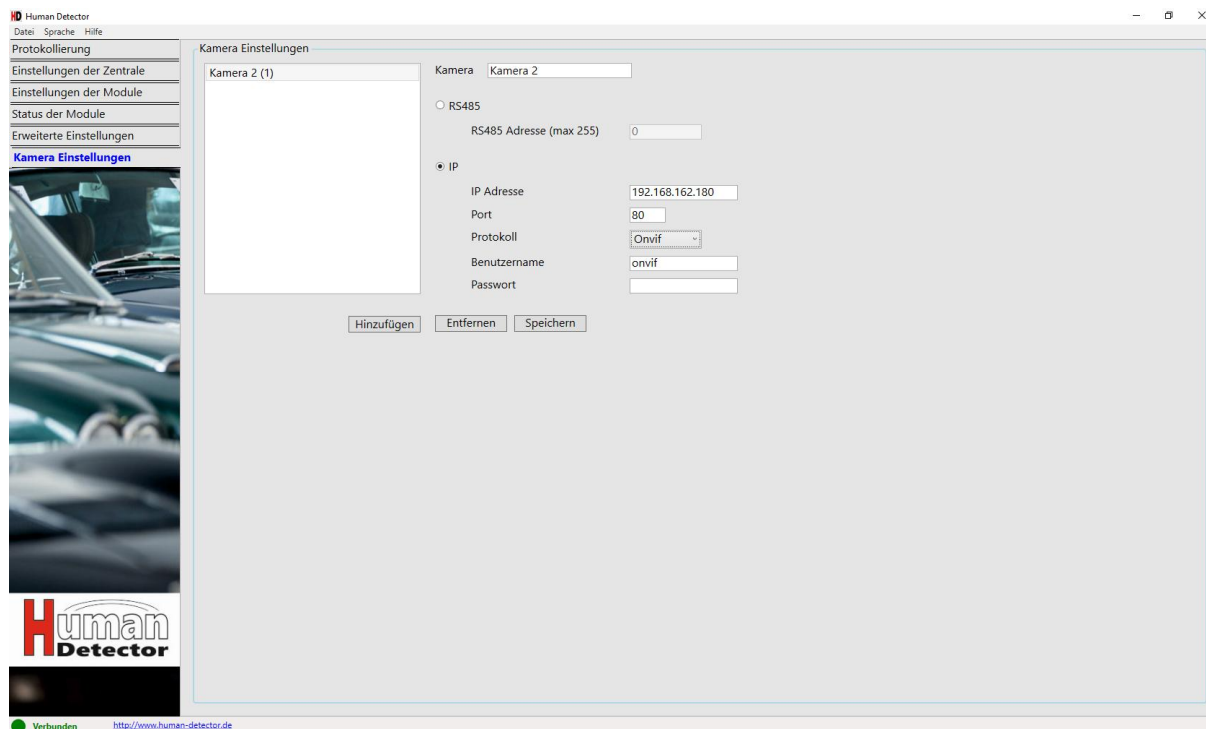 HD Human Detector
Datei Sprache Hilfe
Protokollierung
Einstellungen der Zentrale
Einstellungen der Module
Status der Module
Erweiterte Einstellungen
Kamera Einstellungen
Kamera Einstellungen
Kamera 2 (1)
Kamera Kamera 2
RS485
RS485 Adresse (max 255) 0
IP
IP Adresse 192.168.162.180
Port 80
Protokoll Onvif
Benutzername onvif
Passwort
Hinzufügen Entfernen Speichern
Human
Detector
Verbunden http://www.human-detector.de